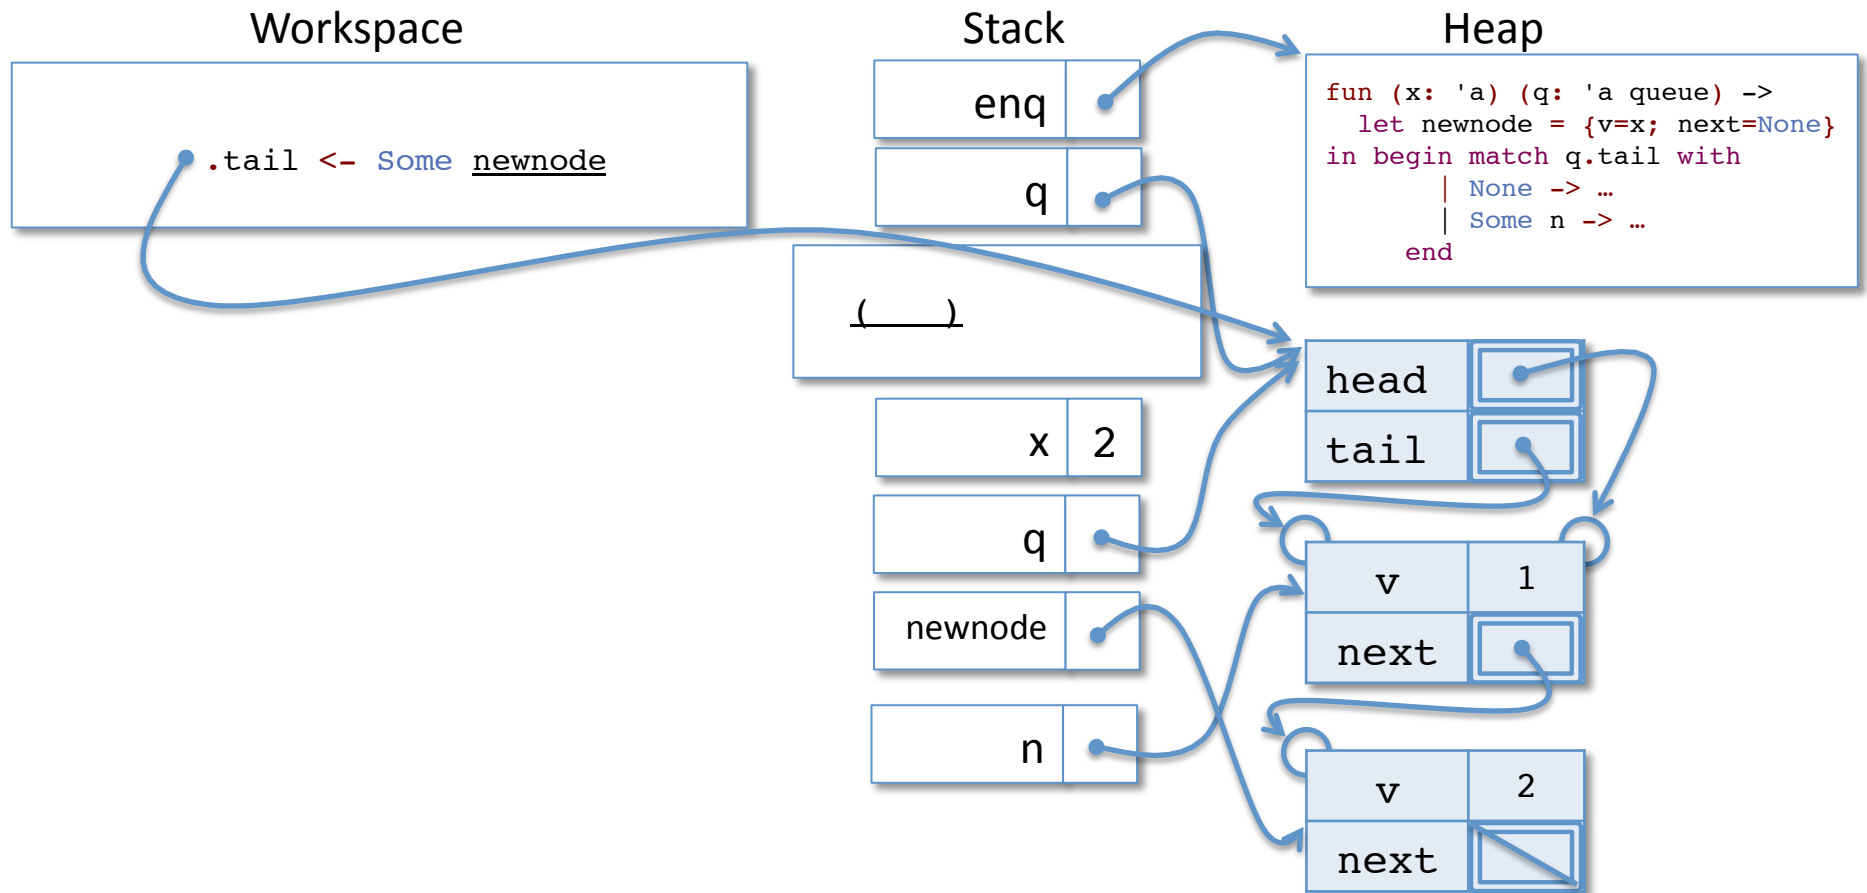 Workspace
Stack
Heap
.tail <- Some newnode
enq
q
( )
x 2
q
newnode
n
fun (x: 'a) (q: 'a queue) ->
let newnode = {v=x; next=None}
in begin match q.tail with
| None -> …
| Some n -> …
end
head
tail
v 1
next
v 2
next